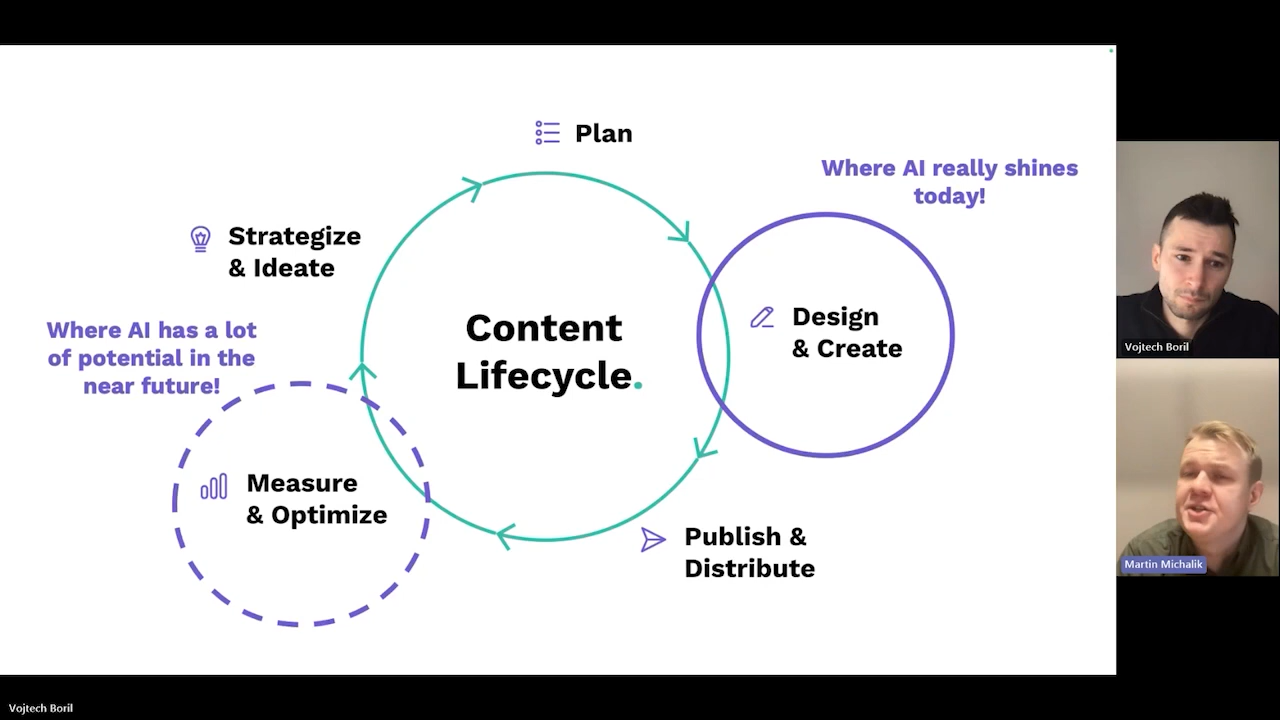 Plan
Where AI really shines
today!
Strategize
& Ideate
Content
Lifecycle.
Design
& Create
Where AI has a lot
of potential in the
near future!
Measure
& Optimize
Publish &
Distribute
Vojtech Boril
Martin Michalik
Vojtech Boril